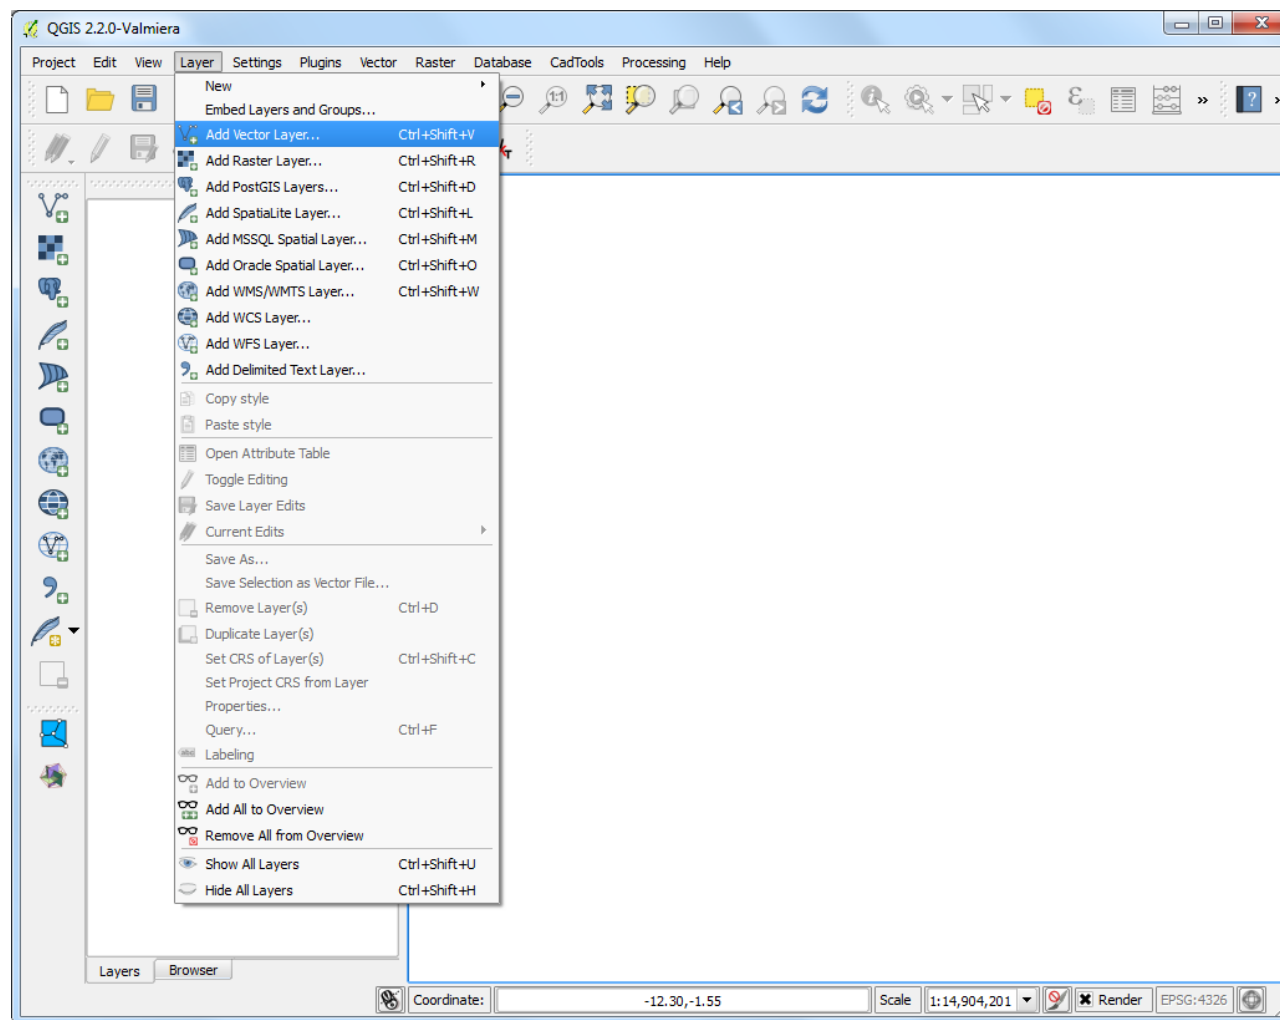 QGIS 2.2.0-Valmiera
Project Edit View Layer Settings Plugins Vector Raster Database CadTools Processing Help
New
Embed Layers and Groups...
Add Vector Layer... Ctrl+Shift+V
Add Raster Layer... Ctrl+Shift+R
Add PostGIS Layers... Ctrl+Shift+D
Add SpatiaLite Layer... Ctrl+Shift+L
Add MSSQL Spatial Layer... Ctrl+Shift+M
Add Oracle Spatial Layer... Ctrl+Shift+O
Add WMS/WMTS Layer... Ctrl+Shift+W
Add WCS Layer...
Add WFS Layer...
Add Delimited Text Layer...
Copy style
Paste style
Open Attribute Table
Toggle Editing
Save Layer Edits
Current Edits
Save As...
Save Selection as Vector File...
Remove Layer(s) Ctrl+D
Duplicate Layer(s)
Set CRS of Layer(s) Ctrl+Shift+C
Set Project CRS from Layer
Properties...
Query... Ctrl+F
Labeling
Add to Overview
Add All to Overview
Remove All from Overview
Show All Layers Ctrl+Shift+U
Hide All Layers Ctrl+Shift+H
Layers Browser
Coordinate: -12.30,-1.55 Scale 1:14,904,201 Render EPSG:4326